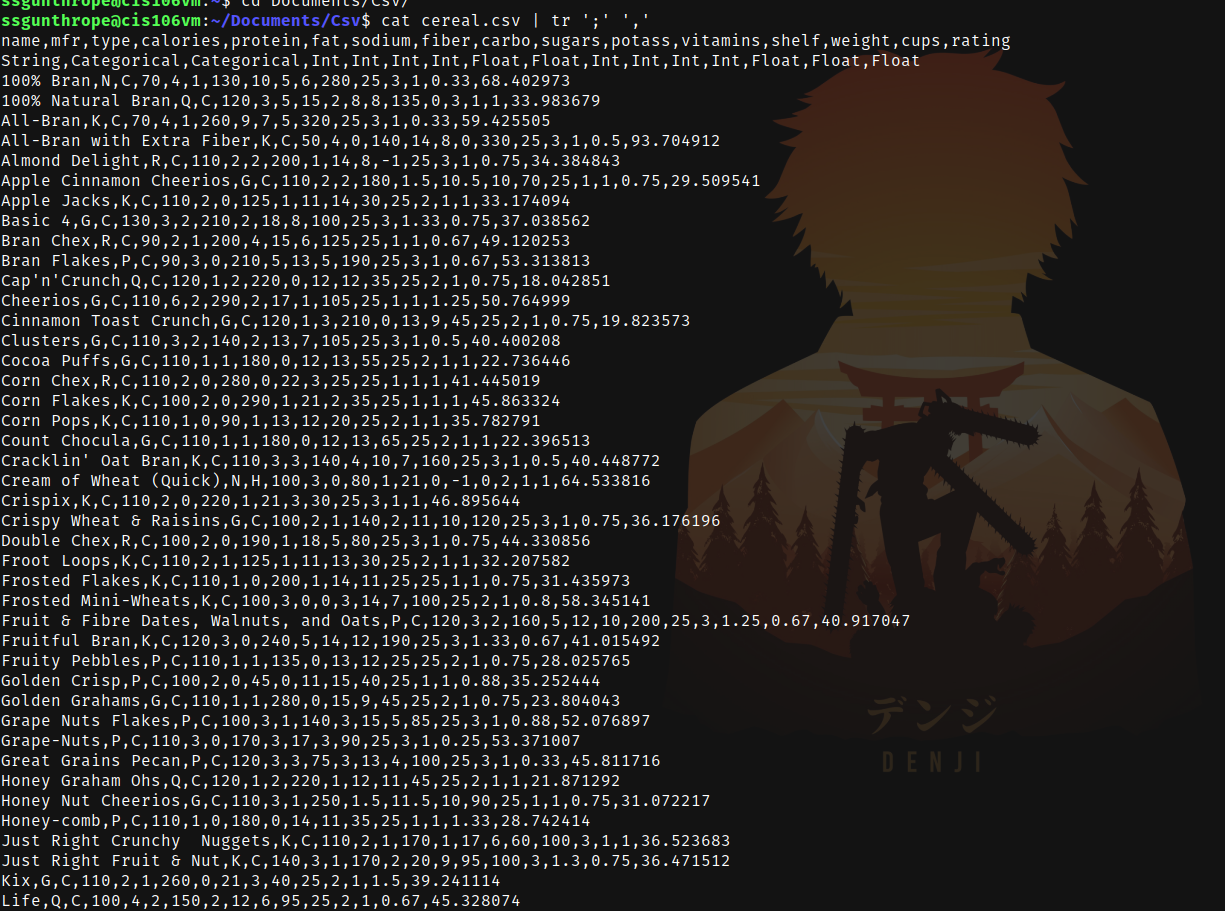 ssgunthrope@cis106vm:~$ cd Documents/Csv/
ssgunthrope@cis106vm:~/Documents/Csv$ cat cereal.csv | tr ';' ','
name,mfr,type,calories,protein,fat,sodium,fiber,carbo,sugars,potass,vitamins,shelf,weight,cups,rating
String,Categorical,Categorical,Int,Int,Int,Int,Float,Float,Int,Int,Int,Int,Float,Float,Float
100% Bran,N,C,70,4,1,130,10,5,6,280,25,3,1,0.33,68.402973
100% Natural Bran,Q,C,120,3,5,15,2,8,8,135,0,3,1,1,33.983679
All-Bran,K,C,70,4,1,260,9,7,5,320,25,3,1,0.33,59.425505
All-Bran with Extra Fiber,K,C,50,4,0,140,14,8,0,330,25,3,1,0.5,93.704912
Almond Delight,R,C,110,2,2,200,1,14,8,-1,25,3,1,0.75,34.384843
Apple Cinnamon Cheerios,G,C,110,2,2,180,1.5,10.5,10,70,25,1,1,0.75,29.509541
Apple Jacks,K,C,110,2,0,125,1,11,14,30,25,2,1,1,33.174094
Basic 4,G,C,130,3,2,210,2,18,8,100,25,3,1.33,0.75,37.038562
Bran Chex,R,C,90,2,1,200,4,15,6,125,25,1,1,0.67,49.120253
Bran Flakes,P,C,90,3,0,210,5,13,5,190,25,3,1,0.67,53.313813
Cap'n'Crunch,Q,C,120,1,2,220,0,12,12,35,25,2,1,0.75,18.042851
Cheerios,G,C,110,6,2,290,2,17,1,105,25,1,1,1.25,50.764999
Cinnamon Toast Crunch,G,C,120,1,3,210,0,13,9,45,25,2,1,0.75,19.823573
Clusters,G,C,110,3,2,140,2,13,7,105,25,3,1,0.5,40.400208
Cocoa Puffs,G,C,110,1,1,180,0,12,13,55,25,2,1,1,22.736446
Corn Chex,R,C,110,2,0,280,0,22,3,25,25,1,1,1,41.445019
Corn Flakes,K,C,100,2,0,290,1,21,2,35,25,1,1,1,45.863324
Corn Pops,K,C,110,1,0,90,1,13,12,20,25,2,1,1,35.782791
Count Chocula,G,C,110,1,1,180,0,12,13,65,25,2,1,1,22.396513
Cracklin' Oat Bran,K,C,110,3,3,140,4,10,7,160,25,3,1,0.5,40.448772
Cream of Wheat (Quick),N,H,100,3,0,80,1,21,0,-1,0,2,1,1,64.533816
Crispix,K,C,110,2,0,220,1,21,3,30,25,3,1,1,46.895644
Crispy Wheat & Raisins,G,C,100,2,1,140,2,11,10,120,25,3,1,0.75,36.176196
Double Chex,R,C,100,2,0,190,1,18,5,80,25,3,1,0.75,44.330856
Froot Loops,K,C,110,2,1,125,1,11,13,30,25,2,1,1,32.207582
Frosted Flakes,K,C,110,1,0,200,1,14,11,25,25,1,1,0.75,31.435973
Frosted Mini-Wheats,K,C,100,3,0,0,3,14,7,100,25,2,1,0.8,58.345141
Fruit & Fibre Dates, Walnuts, and Oats,P,C,120,3,2,160,5,12,10,200,25,3,1.25,0.67,40.917047
Fruitful Bran,K,C,120,3,0,240,5,14,12,190,25,3,1.33,0.67,41.015492
Fruity Pebbles,P,C,110,1,1,135,0,13,12,25,25,2,1,0.75,28.025765
Golden Crisp,P,C,100,2,0,45,0,11,15,40,25,1,1,0.88,35.252444
Golden Grahams,G,C,110,1,1,280,0,15,9,45,25,2,1,0.75,23.804043
Grape Nuts Flakes,P,C,100,3,1,140,3,15,5,85,25,3,1,0.88,52.076897
Grape-Nuts,P,C,110,3,0,170,3,17,3,90,25,3,1,0.25,53.371007
Great Grains Pecan,P,C,120,3,3,75,3,13,4,100,25,3,1,0.33,45.811716
Honey Graham Ohs,Q,C,120,1,2,220,1,12,11,45,25,2,1,1,21.871292
Honey Nut Cheerios,G,C,110,3,1,250,1.5,11.5,10,90,25,1,1,0.75,31.072217
Honey-comb,P,C,110,1,0,180,0,14,11,35,25,1,1,1.33,28.742414
Just Right Crunchy  Nuggets,K,C,110,2,1,170,1,17,6,60,100,3,1,1,36.523683
Just Right Fruit & Nut,K,C,140,3,1,170,2,20,9,95,100,3,1.3,0.75,36.471512
Kix,G,C,110,2,1,260,0,21,3,40,25,2,1,1.5,39.241114
Life,Q,C,100,4,2,150,2,12,6,95,25,2,1,0.67,45.328074
デンジ
DENJI